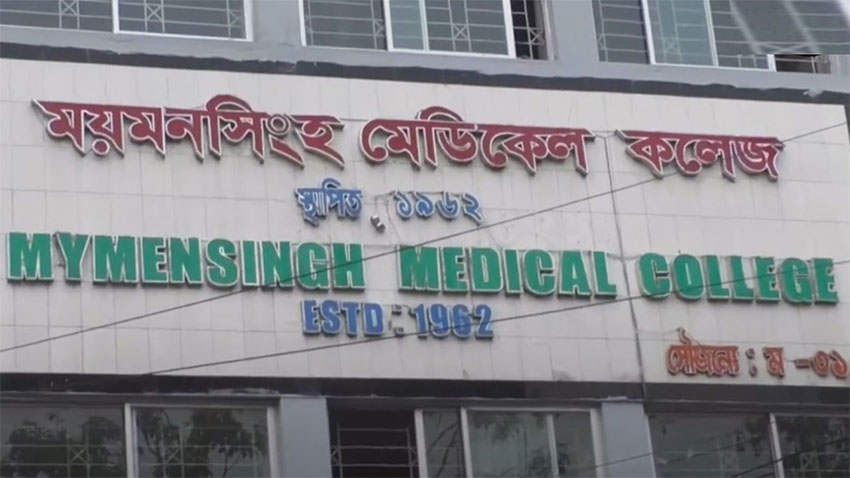 ময়মনসিংহ মেডিকেল কলেজ
স্থাপিত : ১৯৬২
MYMENSINGH MEDICAL COLLEGE
ESTD : 1962
সৌজন্যে : ম -৩১